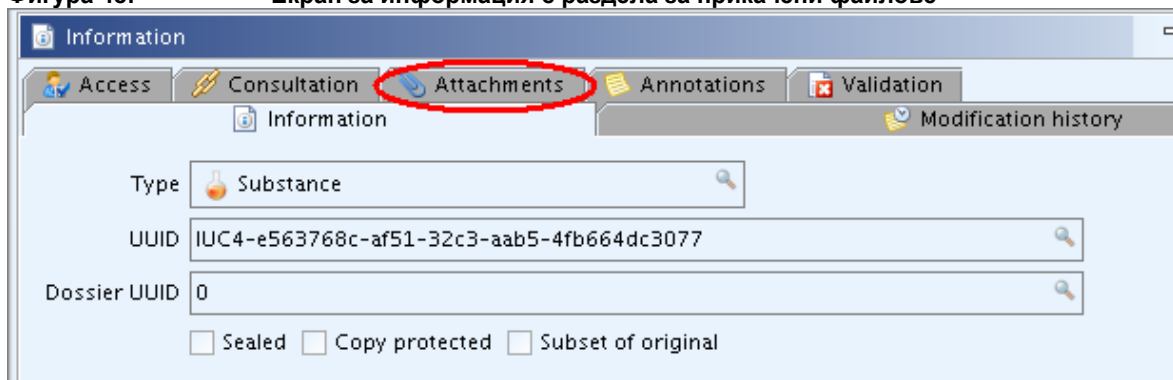 Information
Access Consultation Attachments Annotations Validation
Information Modification history
Type Substance
UUID IUC4-e563768c-af51-32c3-aab5-4fb664dc3077
Dossier UUID 0
Sealed Copy protected Subset of original